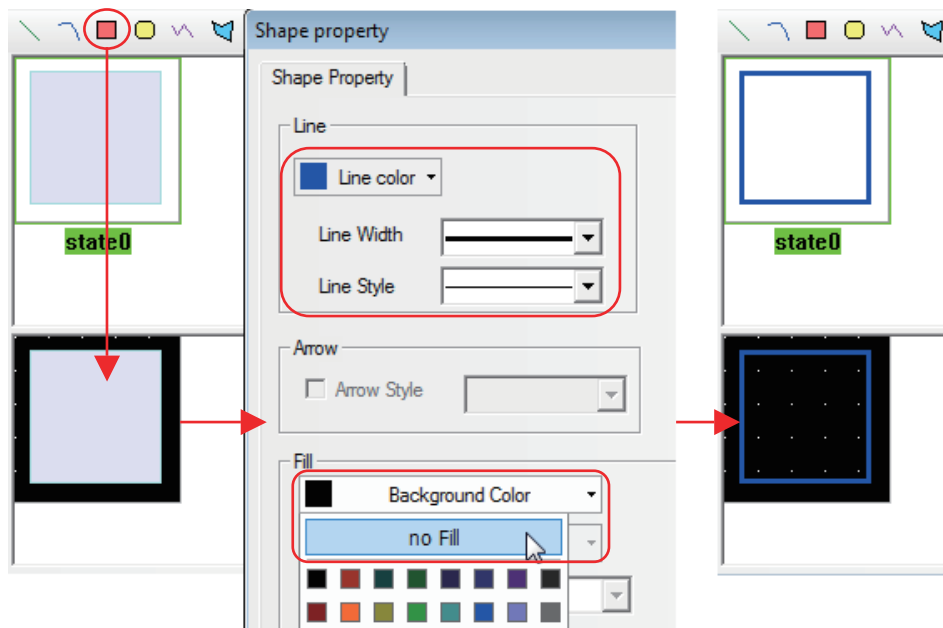 Shape property
Shape Property
Line
Line color
Line Width
Line Style
Arrow
Arrow Style
Fill
Background Color
no Fill
state0
state0